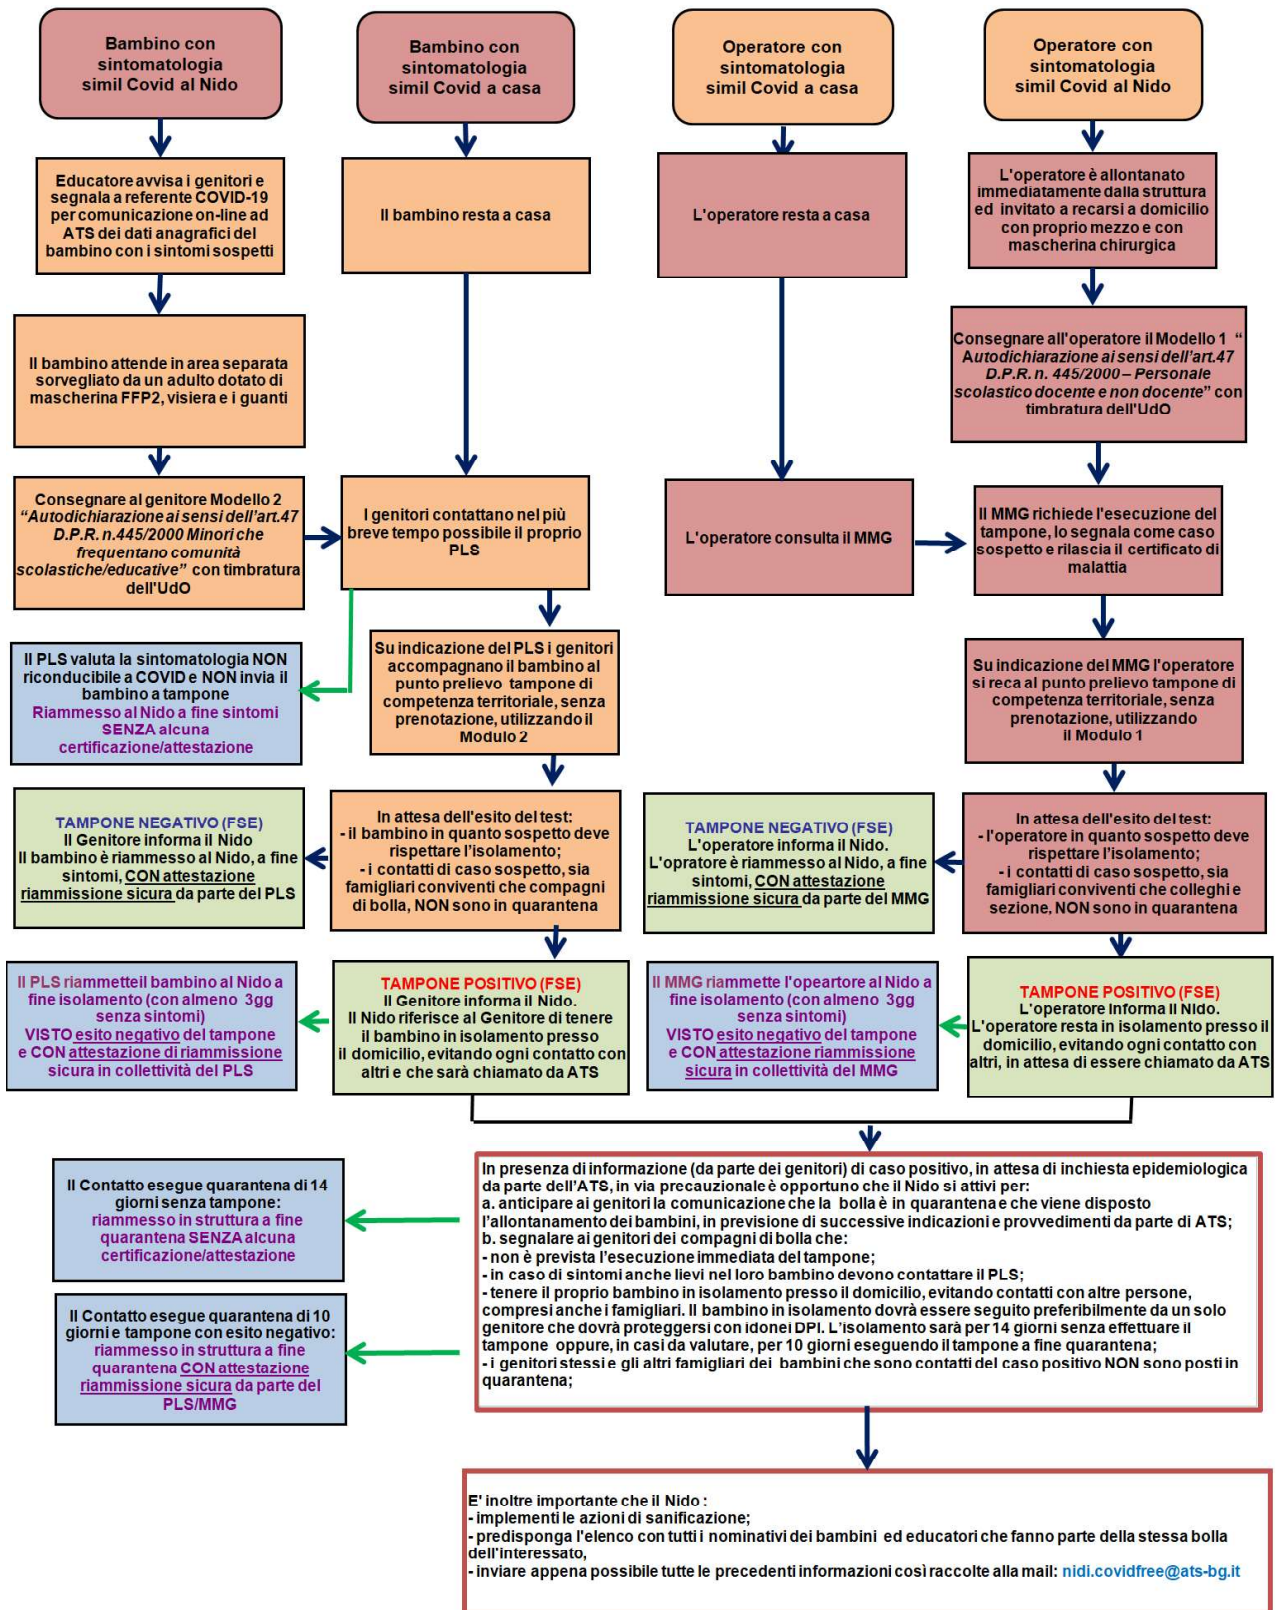 Bambino con
sintomatologia
simil Covid al Nido
Bambino con
sintomatologia
simil Covid a casa
Operatore con
sintomatologia
simil Covid a casa
Operatore con
sintomatologia
simil Covid al Nido
Educatore avvisa i genitori e
segnala a referente COVID-19
per comunicazione on-line ad
ATS dei dati anagrafici del
bambino con i sintomi sospetti
Il bambino resta a casa
L'operatore resta a casa
L'operatore è allontanato
immediatamente dalla struttura
ed invitato a recarsi a domicilio
con proprio mezzo e con
mascherina chirurgica
Il bambino attende in area separata
sorvegliato da un adulto dotato di
mascherina FFP2, visiera e i guanti
Consegnare all'operatore il Modello 1 “
Autodichiarazione ai sensi dell’art.47
D.P.R. n. 445/2000 – Personale
scolastico docente e non docente” con
timbratura dell'UdO
Consegnare al genitore Modello 2
“Autodichiarazione ai sensi dell’art.47
D.P.R. n.445/2000 Minori che
frequentano comunità
scolastiche/educative” con timbratura
dell'UdO
I genitori contattano nel più
breve tempo possibile il proprio
PLS
L'operatore consulta il MMG
Il MMG richiede l'esecuzione del
tampone, lo segnala come caso
sospetto e rilascia il certificato di
malattia
Il PLS valuta la sintomatologia NON
riconducibile a COVID e NON invia il
bambino a tampone
Riammesso al Nido a fine sintomi
SENZA alcuna
certificazione/attestazione
Su indicazione del PLS i genitori
accompagnano il bambino al
punto prelievo tampone di
competenza territoriale, senza
prenotazione, utilizzando il
Modulo 2
Su indicazione del MMG l'operatore
si reca al punto prelievo tampone di
competenza territoriale, senza
prenotazione, utilizzando
il Modulo 1
TAMPONE NEGATIVO (FSE)
Il Genitore informa il Nido
Il bambino è riammesso al Nido, a fine
sintomi, CON attestazione
riammissione sicura da parte del PLS
In attesa dell'esito del test:
- il bambino in quanto sospetto deve
rispettare l’isolamento;
- i contatti di caso sospetto, sia
famigliari conviventi che compagni
di bolla, NON sono in quarantena
TAMPONE NEGATIVO (FSE)
L'operatore informa il Nido.
L'opratore è riammesso al Nido, a fine
sintomi, CON attestazione
riammissione sicura da parte del MMG
In attesa dell'esito del test:
- l'operatore in quanto sospetto deve
rispettare l’isolamento;
- i contatti di caso sospetto, sia
famigliari conviventi che colleghi e
sezione, NON sono in quarantena
Il PLS riammetteil bambino al Nido a
fine isolamento (con almeno 3gg
senza sintomi)
VISTO esito negativo del tampone
e CON attestazione di riammissione
sicura in collettività del PLS
TAMPONE POSITIVO (FSE)
Il Genitore informa il Nido.
Il Nido riferisce al Genitore di tenere
il bambino in isolamento presso
il domicilio, evitando ogni contatto con
altri e che sarà chiamato da ATS
Il MMG riammette l'opeartore al Nido a
fine isolamento (con almeno 3gg
senza sintomi)
VISTO esito negativo del tampone
e CON attestazione riammissione
sicura in collettività del MMG
TAMPONE POSITIVO (FSE)
L'operatore Informa Il NIdo.
L'operatore resta in isolamento presso il
domicilio, evitando ogni contatto con
altri, in attesa di essere chiamato da ATS
In presenza di informazione (da parte dei genitori) di caso positivo, in attesa di inchiesta epidemiologica
da parte dell’ATS, in via precauzionale è opportuno che il Nido si attivi per:
a. anticipare ai genitori la comunicazione che la bolla è in quarantena e che viene disposto
l’allontanamento dei bambini, in previsione di successive indicazioni e provvedimenti da parte di ATS;
b. segnalare ai genitori dei compagni di bolla che:
- non è prevista l’esecuzione immediata del tampone;
- in caso di sintomi anche lievi nel loro bambino devono contattare il PLS;
- tenere il proprio bambino in isolamento presso il domicilio, evitando contatti con altre persone,
compresi anche i famigliari. Il bambino in isolamento dovrà essere seguito preferibilmente da un solo
genitore che dovrà proteggersi con idonei DPI. L’isolamento sarà per 14 giorni senza effettuare il
tampone oppure, in casi da valutare, per 10 giorni eseguendo il tampone a fine quarantena;
- i genitori stessi e gli altri famigliari dei bambini che sono contatti del caso positivo NON sono posti in
quarantena;
Il Contatto esegue quarantena di 14
giorni senza tampone:
riammesso in struttura a fine
quarantena SENZA alcuna
certificazione/attestazione
Il Contatto esegue quarantena di 10
giorni e tampone con esito negativo:
riammesso in struttura a fine
quarantena CON attestazione
riammissione sicura da parte del
PLS/MMG
E' inoltre importante che il Nido :
- implementi le azioni di sanificazione;
- predisponga l'elenco con tutti i nominativi dei bambini ed educatori che fanno parte della stessa bolla
dell'interessato,
- inviare appena possibile tutte le precedenti informazioni così raccolte alla mail: nidi.covidfree@ats-bg.it